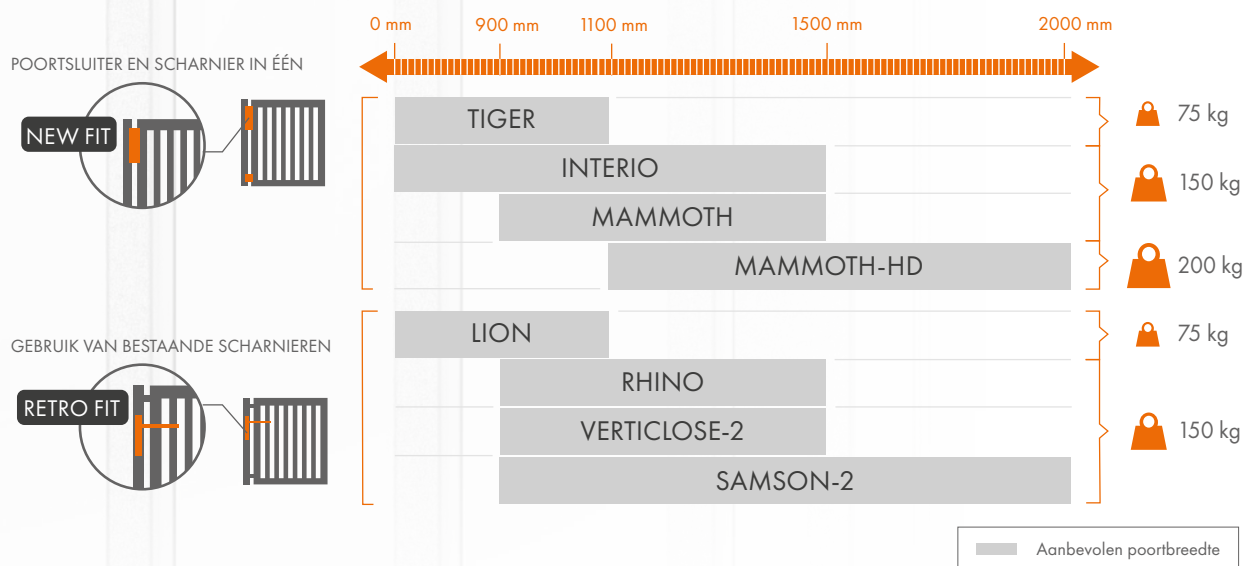 0 mm 900 mm 1100 mm 1500 mm 2000 mm
POORTSLUITER EN SCHARNIER IN ÉÉN
NEW FIT
TIGER
75 kg
INTERIO
150 kg
MAMMOTH
MAMMOTH-HD
200 kg
LION
75 kg
GEBRUIK VAN BESTAANDE SCHARNIEREN
RETRO FIT
RHINO
VERTICLOSE-2
150 kg
SAMSON-2
Aanbevolen poortbreedte